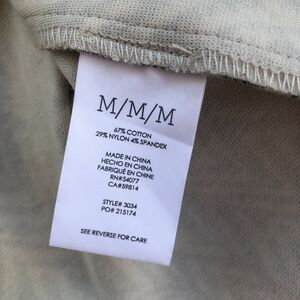 M/M/M
67% COTTON
29% NYLON 4% SPANDEX
MADE IN CHINA
HECHO EN CHINA
FABRIQUÉ EN CHINE
RN#54077
CA#59814
STYLE# 3034
PO# 215174
SEE REVERSE FOR CARE